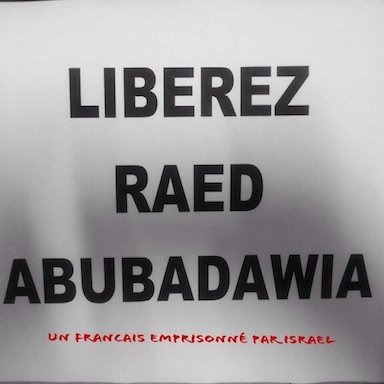 LIBEREZ
RAED
ABUBADAWIA
UN FRANCAIS EMPRISONNÉ PAR ISRAEL